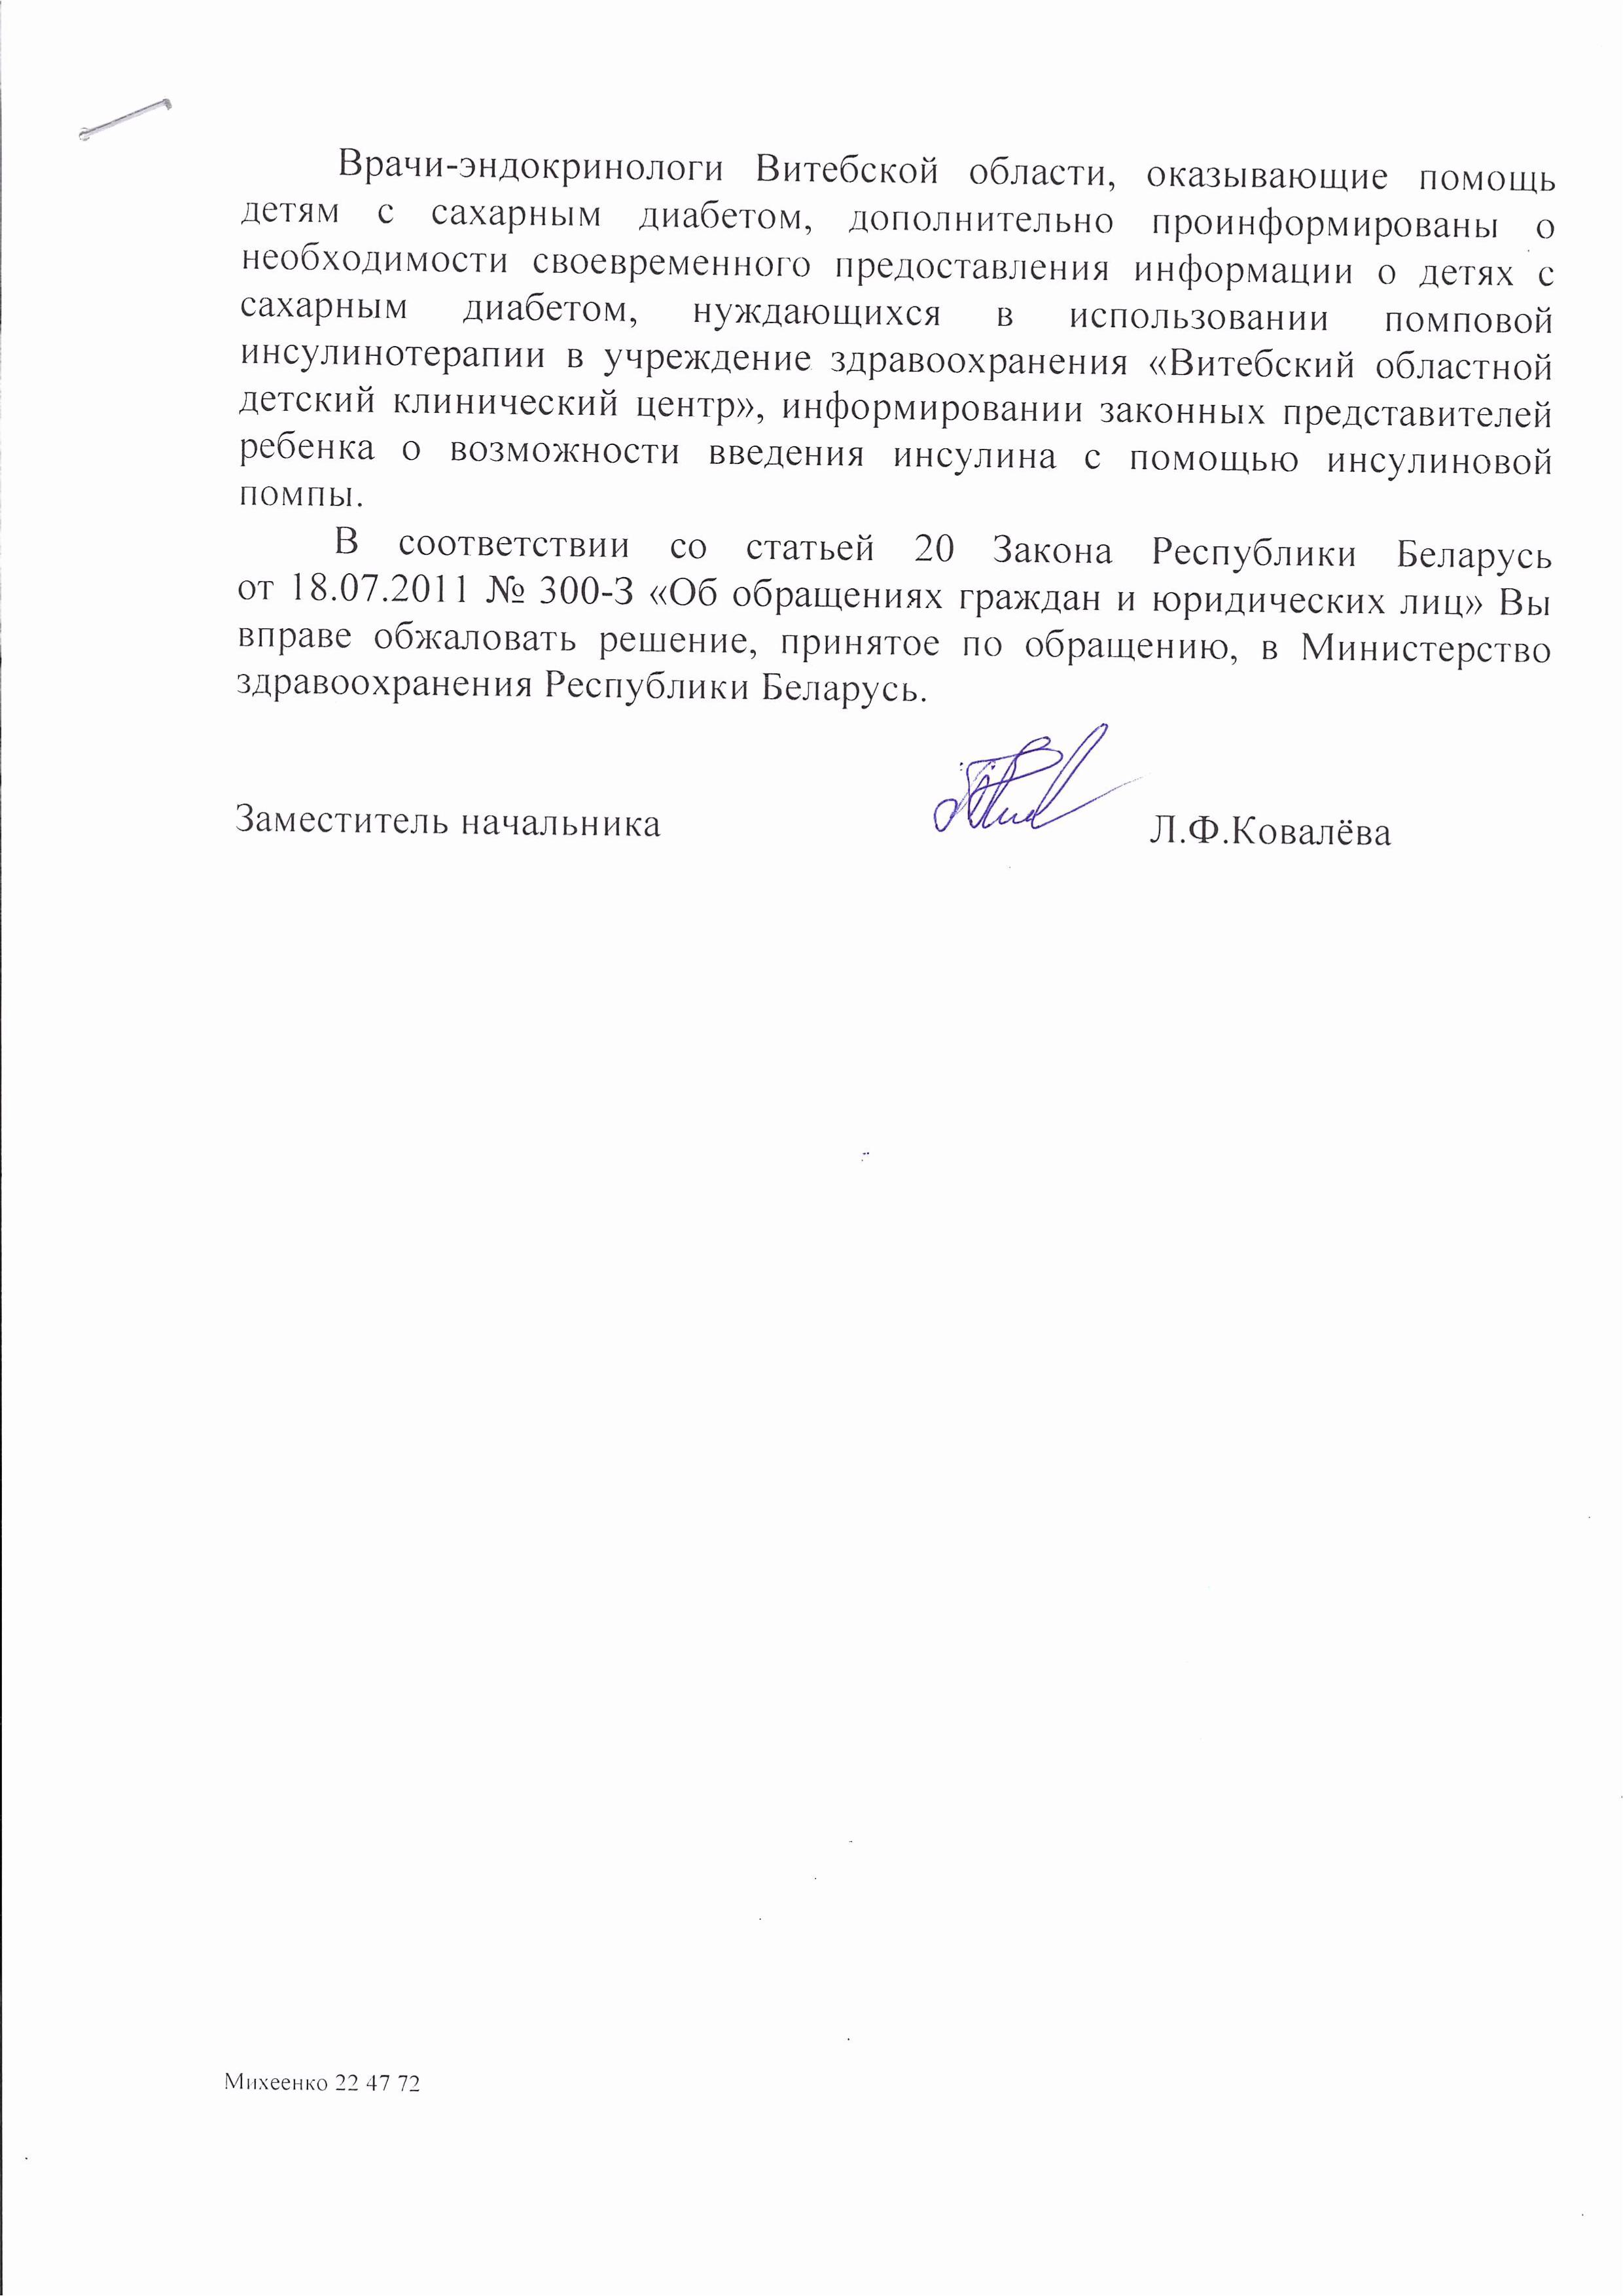 Врачи-эндокринологи Витебской области, оказывающие помощь
детям с сахарным диабетом, дополнительно проинформированы о
необходимости своевременного предоставления информации о детях с
сахарным диабетом, нуждающихся в использовании помповой
инсулинотерапии в учреждение здравоохранения «Витебский областной
детский клинический центр», информировании законных представителей
ребенка о возможности введения инсулина с помощью инсулиновой
помпы.
В соответствии со статьей 20 Закона Республики Беларусь
от 18.07.2011 № 300-З «Об обращениях граждан и юридических лиц» Вы
вправе обжаловать решение, принятое по обращению, в Министерство
здравоохранения Республики Беларусь.
Заместитель начальника Л.Ф.Ковалёва
Михеенко 22 47 72